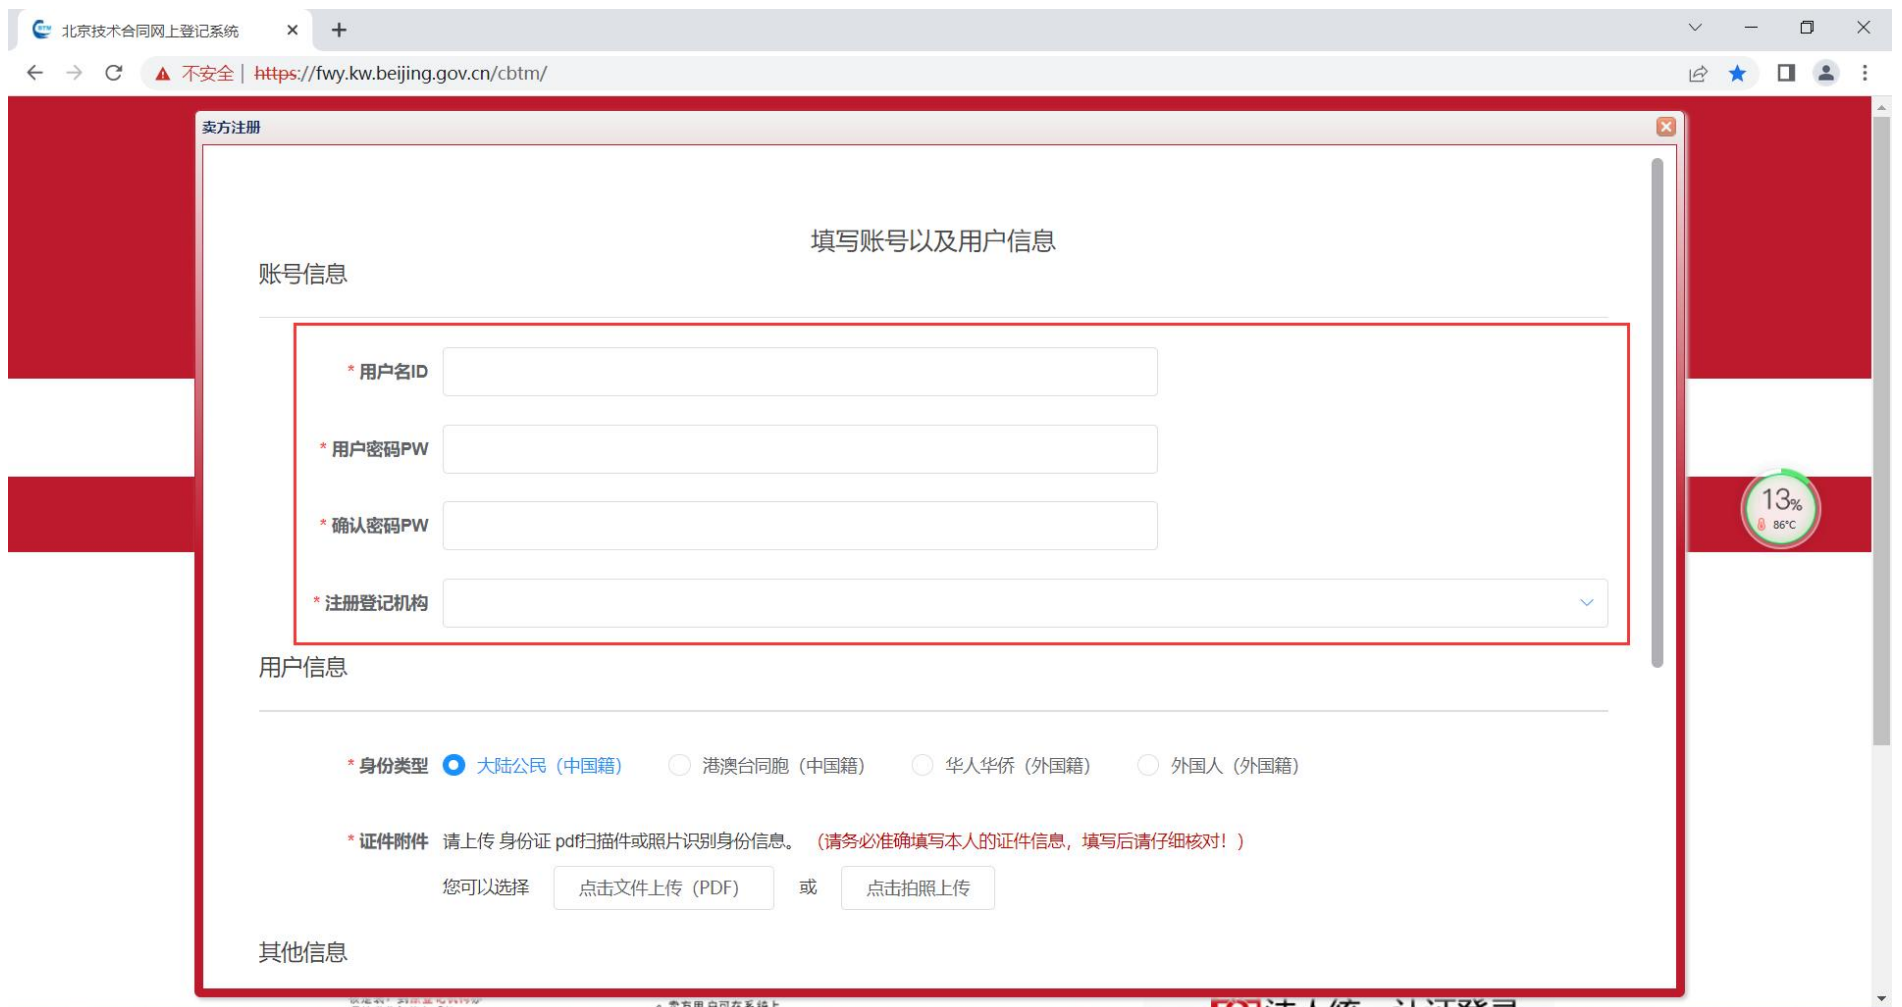 北京技术合同网上登记系统
不安全 | https://fwy.kw.beijing.gov.cn/cbtm/
卖方注册
填写账号以及用户信息
账号信息
* 用户名ID
* 用户密码PW
* 确认密码PW
* 注册登记机构
13%
86°C
用户信息
* 身份类型 大陆公民（中国籍） 港澳台同胞（中国籍） 华人华侨（外国籍） 外国人（外国籍）
* 证件附件 请上传 身份证 pdf扫描件或照片识别身份信息。 （请务必准确填写本人的证件信息，填写后请仔细核对！）
您可以选择 点击文件上传（PDF） 或 点击拍照上传
其他信息